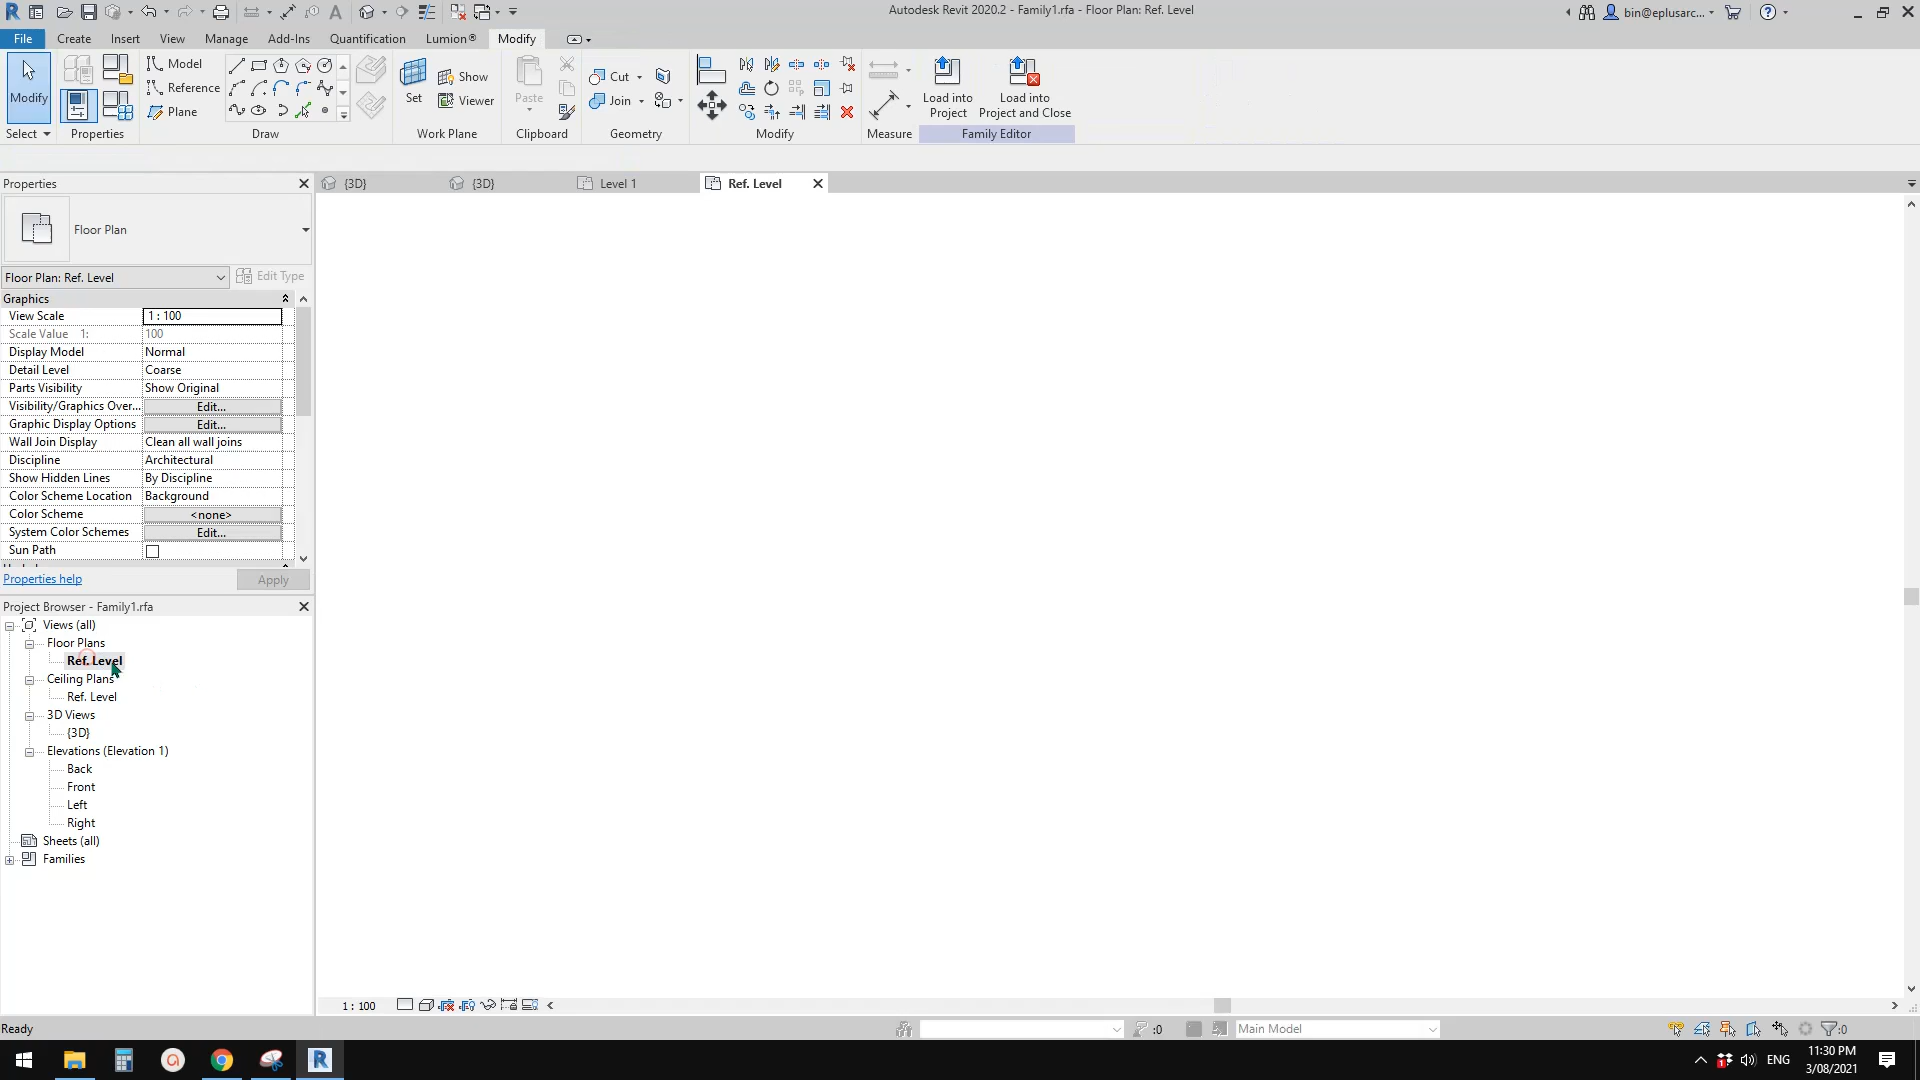 Autodesk Revit 2020.2 - Family1.rfa - Floor Plan: Ref. Level
bin@eplusarc...
File Create Insert View Manage Add-Ins Quantification Lumion® Modify
Modify
Model
Reference
Plane
Set
Show
Viewer
Paste
Cut
Join
Load into
Project
Load into
Project and Close
Select Properties Draw Work Plane Clipboard Geometry Modify Measure Family Editor
Properties
{3D} {3D} Level 1 Ref. Level
Floor Plan
Floor Plan: Ref. Level Edit Type
Graphics
View Scale 1 : 100
Scale Value 1: 100
Display Model Normal
Detail Level Coarse
Parts Visibility Show Original
Visibility/Graphics Over... Edit...
Graphic Display Options Edit...
Wall Join Display Clean all wall joins
Discipline Architectural
Show Hidden Lines By Discipline
Color Scheme Location Background
Color Scheme <none>
System Color Schemes Edit...
Sun Path
Properties help Apply
Project Browser - Family1.rfa
Views (all)
Floor Plans
Ref. Level
Ceiling Plans
Ref. Level
3D Views
{3D}
Elevations (Elevation 1)
Back
Front
Left
Right
Sheets (all)
Families
1 : 100
Ready :0 Main Model :0
ENG
11:30 PM
3/08/2021